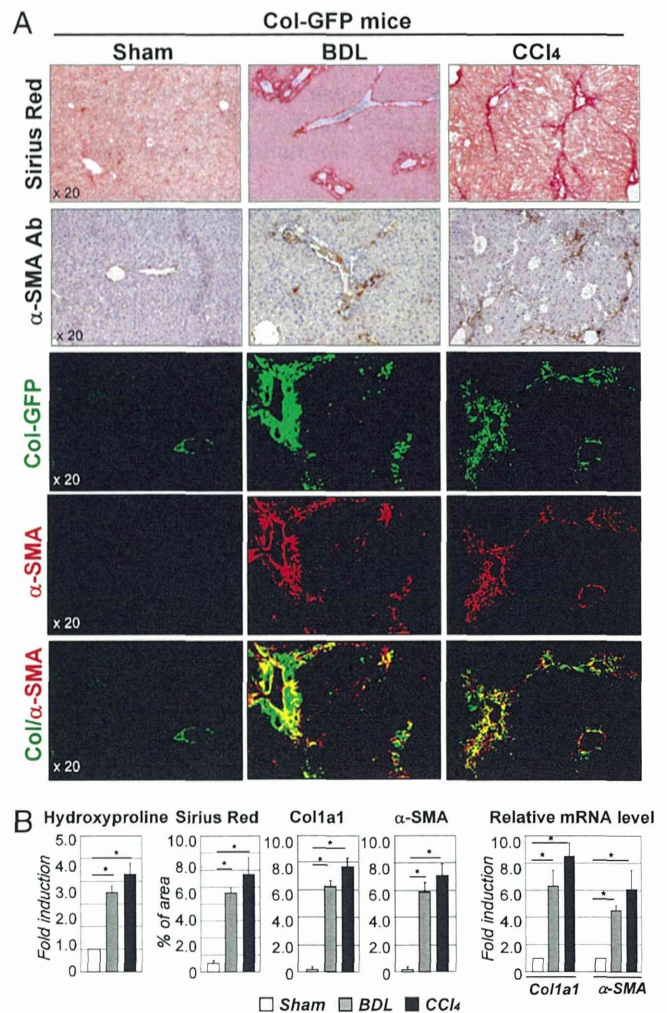 A
Col-GFP mice
Sham BDL CCl4
Sirius Red
x 20
α-SMA Ab
x 20
Col-GFP
x 20
α-SMA
x 20
Col/α-SMA
x 20
B
Hydroxyproline Sirius Red Col1a1 α-SMA Relative mRNA level
Fold induction
5.0
4.0
3.0
1.0
0
* *
% of area
10.0
8.0
6.0
4.0
2.0
0
* *
10.0
8.0
6.0
4.0
2.0
0
* *
10.0
8.0
6.0
4.0
2.0
0
* *
Fold induction
10.0
8.0
6.0
4.0
2.0
0
* * * *
Col1a1 α-SMA
Sham BDL CCl4